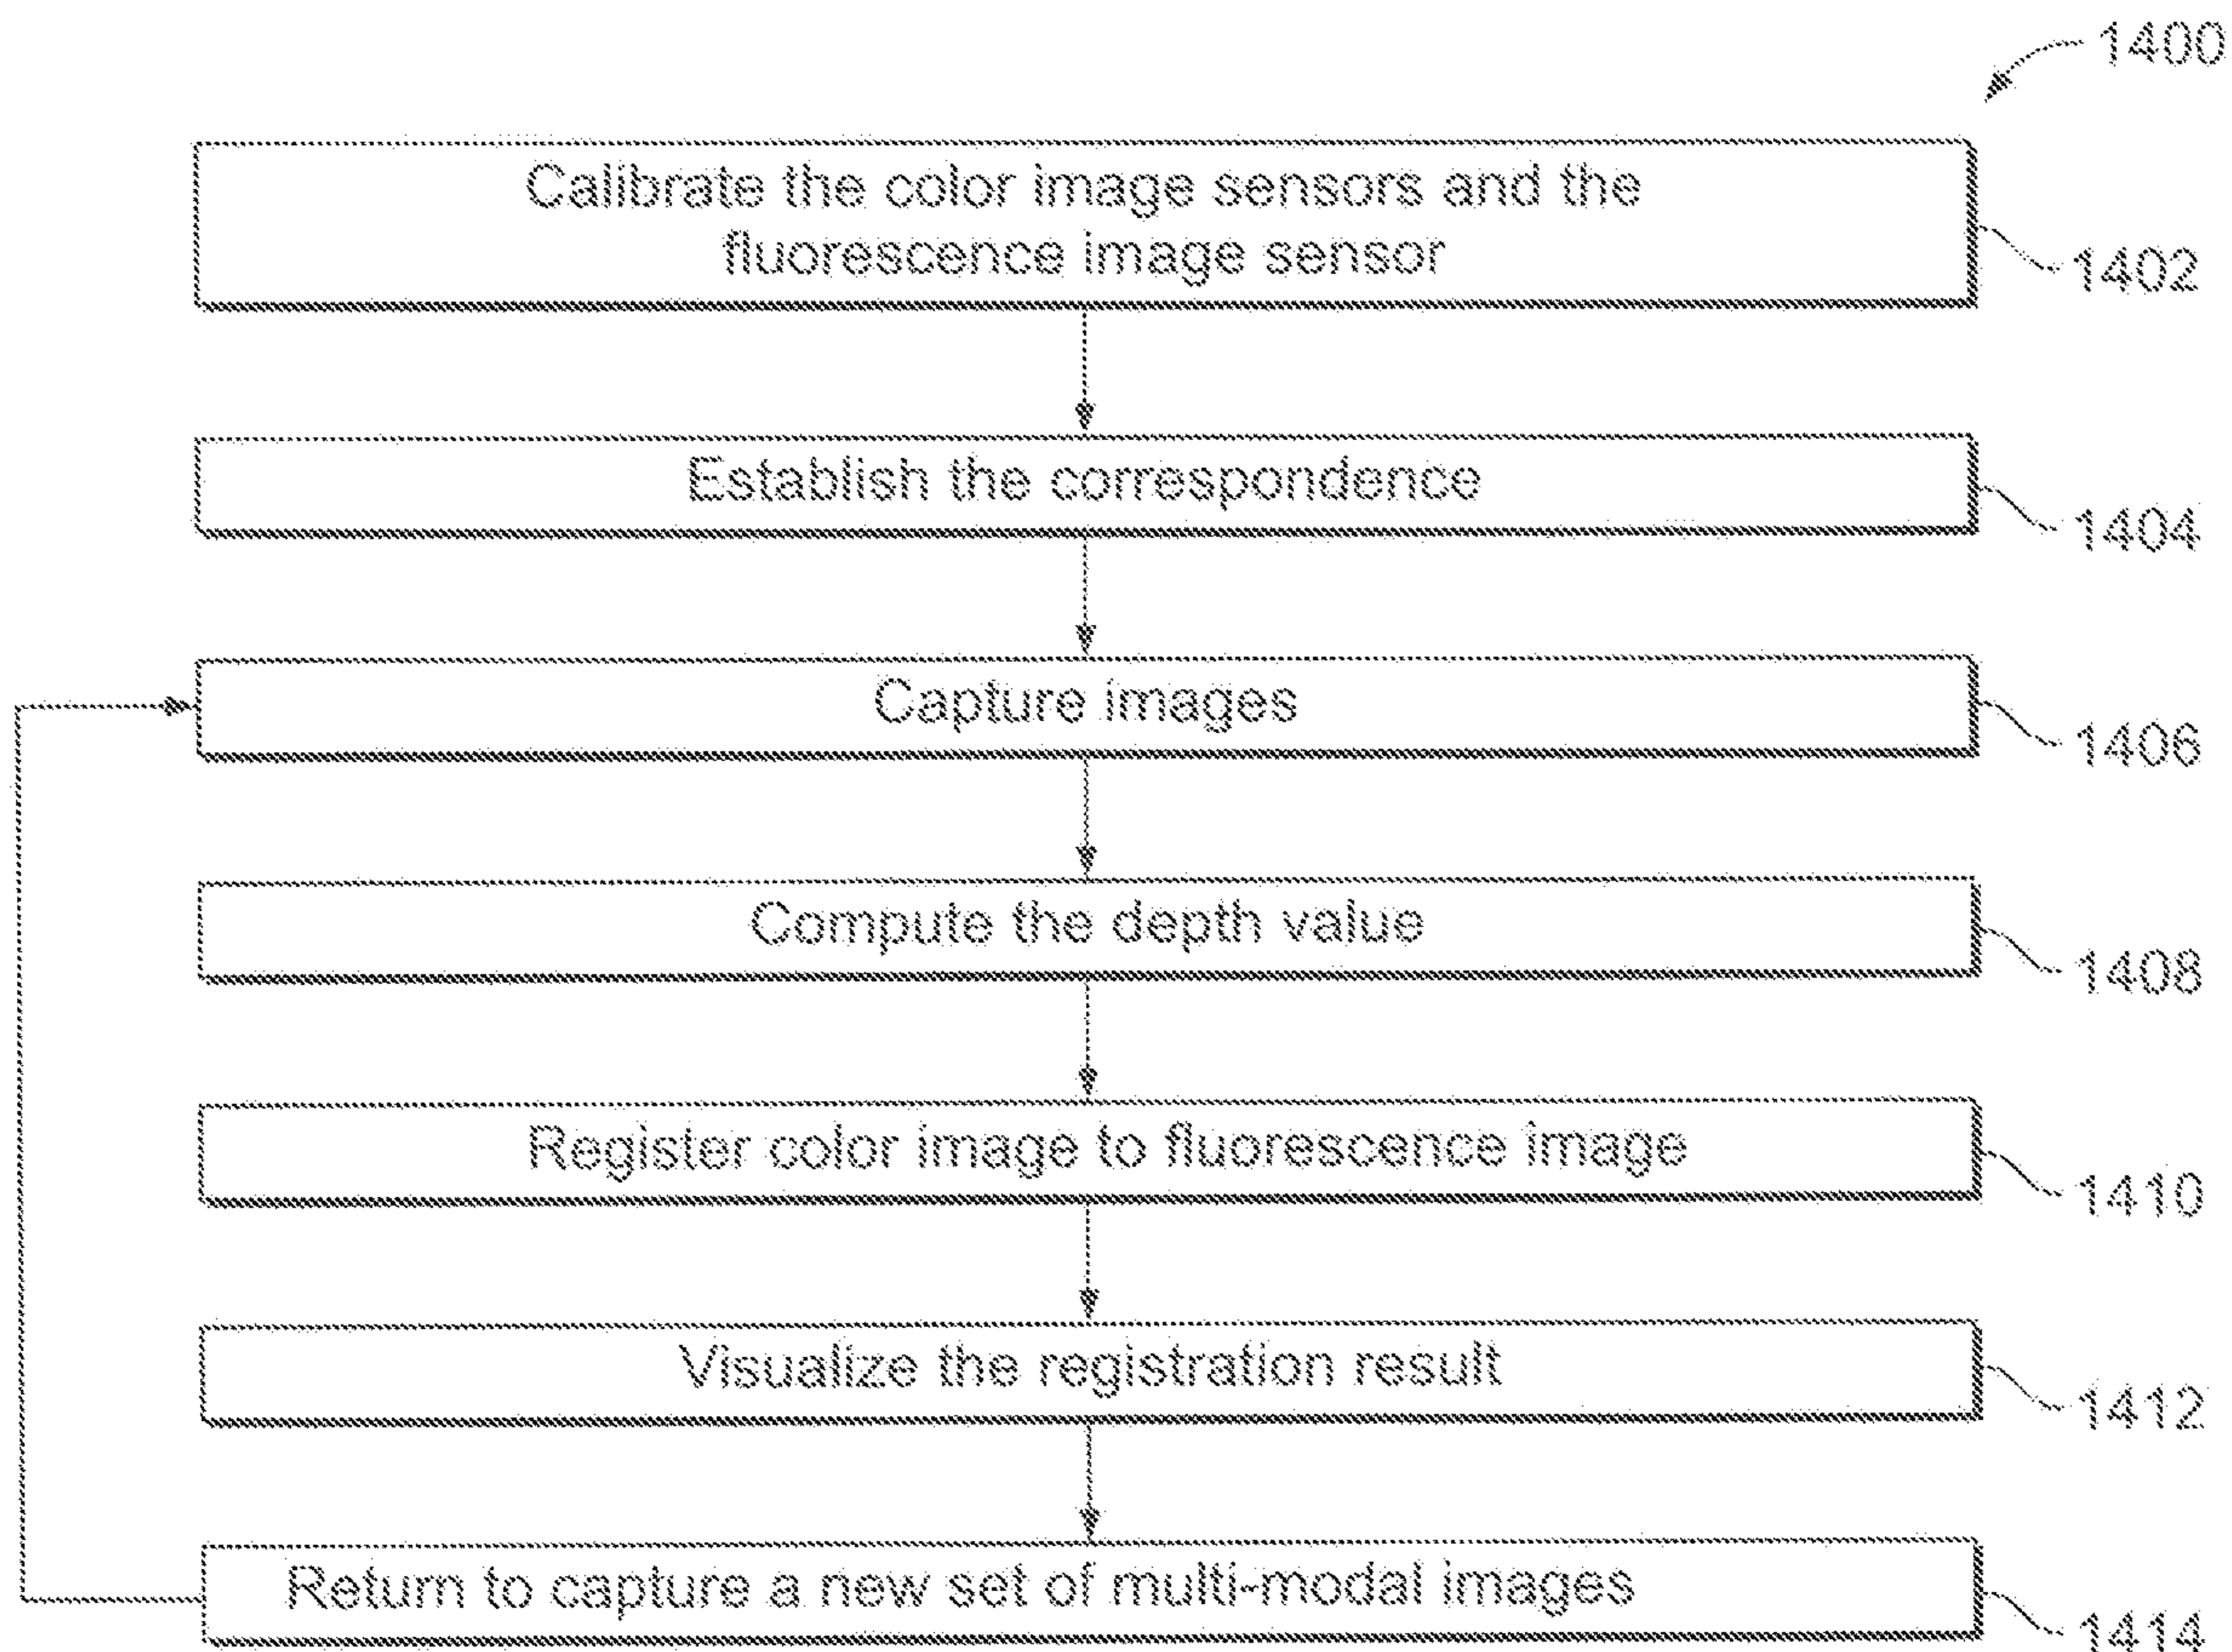 1400
Calibrate the color image sensors and the
fluorescence image sensor
1402
Establish the correspondence
1404
Capture images
1406
Compute the depth value
1408
Register color image to fluorescence image
1410
Visualize the registration result
1412
Return to capture a new set of multi-modal images
1414